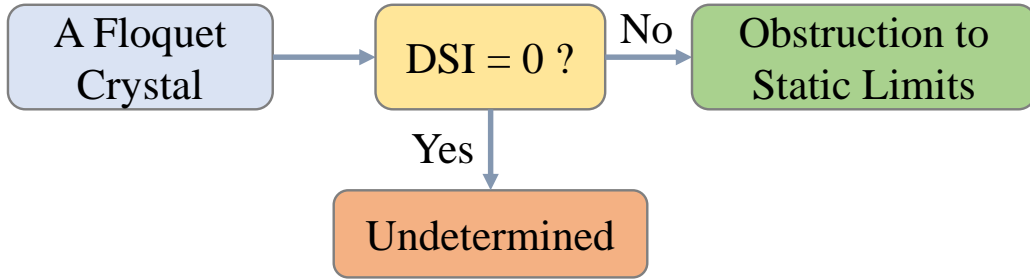 A Floquet
Crystal
DSI = 0 ?
No
Obstruction to
Static Limits
Yes
Undetermined